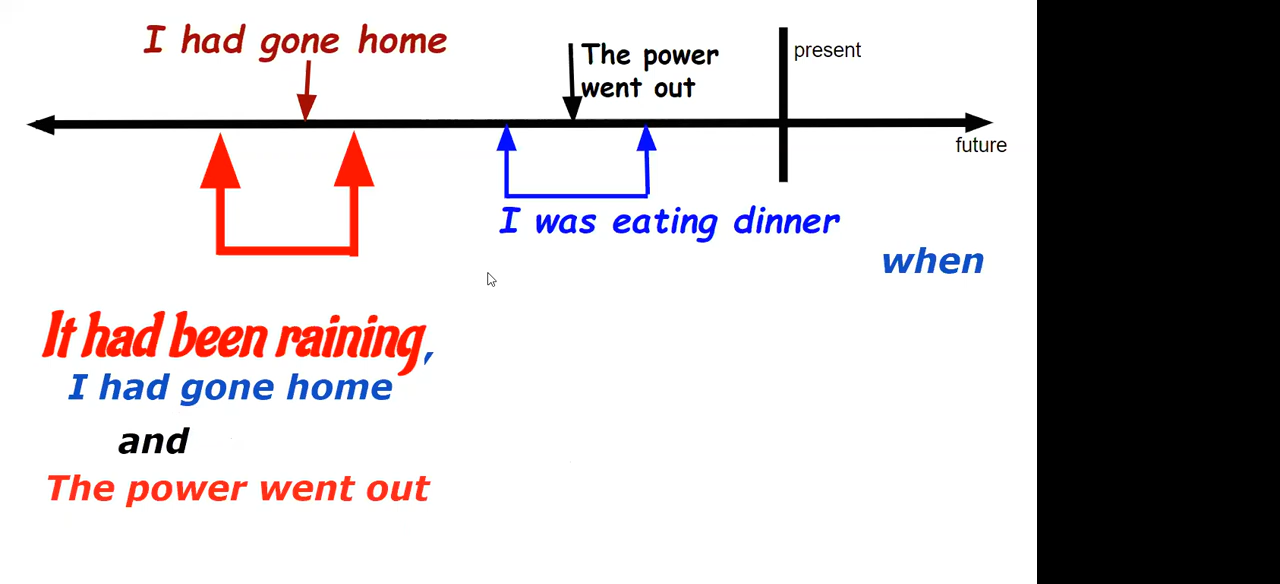 I had gone home
The power
went out
present
future
I was eating dinner
when
It had been raining,
I had gone home
and
The power went out